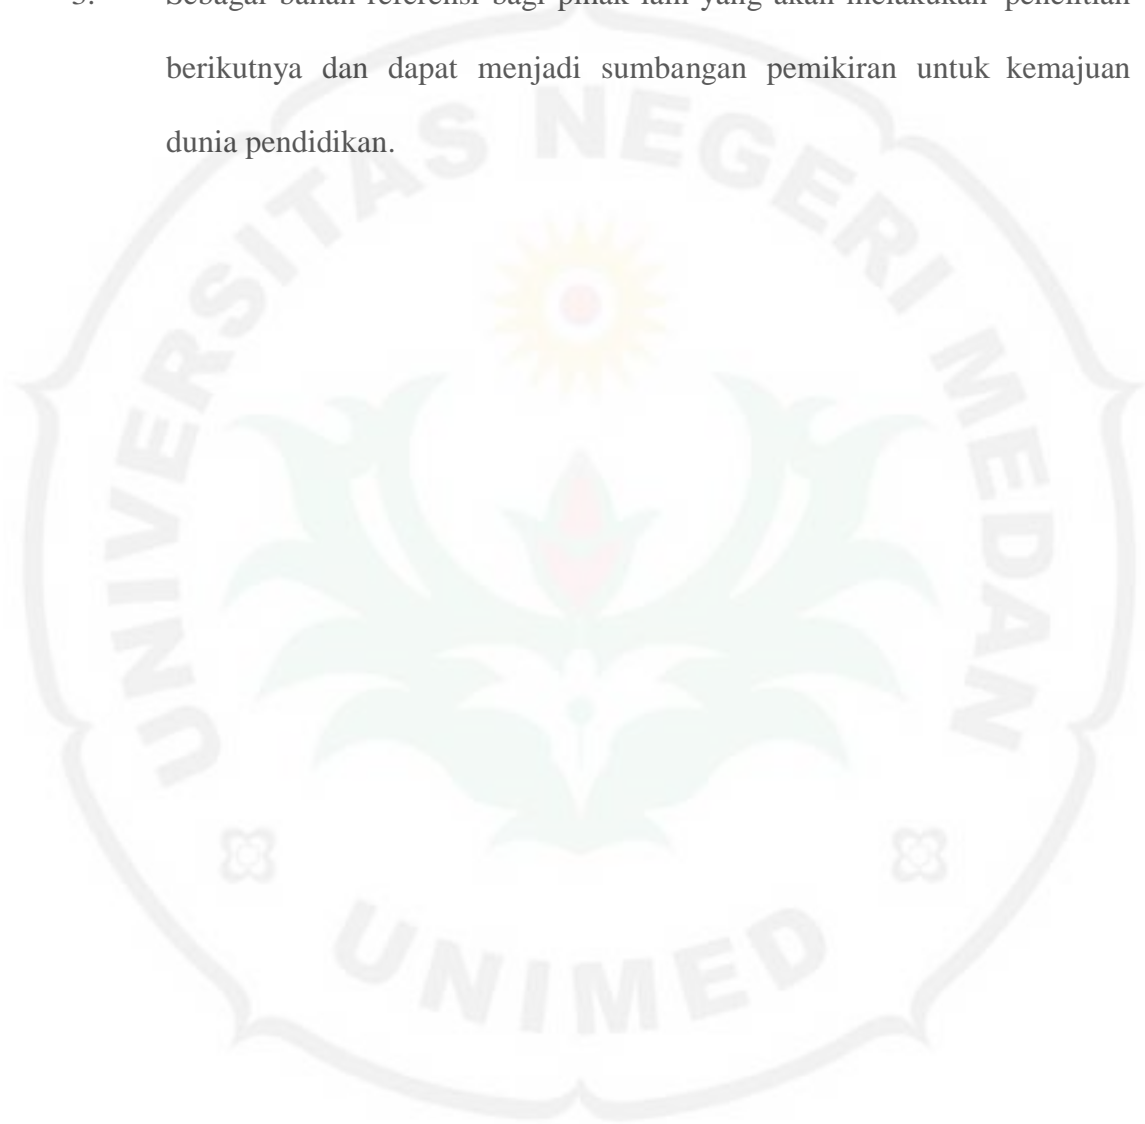 Sebagai bahan referensi bagi pihak lain yang akan melakukan penelitian
berikutnya dan dapat menjadi sumbangan pemikiran untuk kemajuan
dunia pendidikan.
UNIVERSITAS NEGERI MEDAN
UNIMED